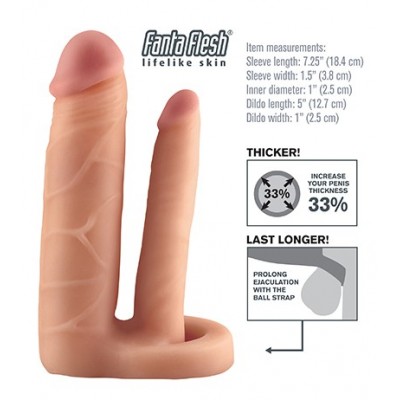 Fanta Flesh®
lifelike skin
Item measurements:
Sleeve length: 7.25" (18.4 cm)
Sleeve width: 1.5" (3.8 cm)
Inner diameter: 1" (2.5 cm)
Dildo length: 5" (12.7 cm)
Dildo width: 1" (2.5 cm)
THICKER!
33%
INCREASE
YOUR PENIS
THICKNESS
33%
LAST LONGER!
PROLONG
EJACULATION
WITH THE
BALL STRAP